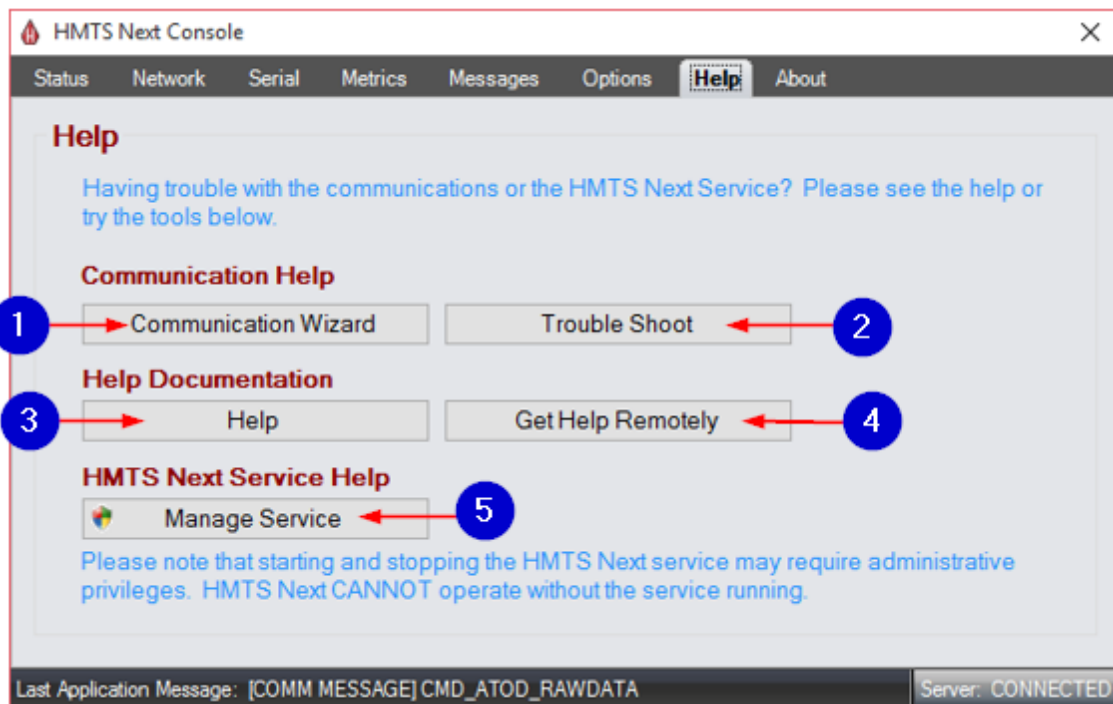 HMTS Next Console
Status Network Serial Metrics Messages Options Help About
Help
Having trouble with the communications or the HMTS Next Service? Please see the help or
try the tools below.
Communication Help
1 Communication Wizard Trouble Shoot 2
Help Documentation
3 Help Get Help Remotely 4
HMTS Next Service Help
Manage Service 5
Please note that starting and stopping the HMTS Next service may require administrative
privileges. HMTS Next CANNOT operate without the service running.
Last Application Message: [COMM MESSAGE] CMD_ATOD_RAWDATA Server: CONNECTED